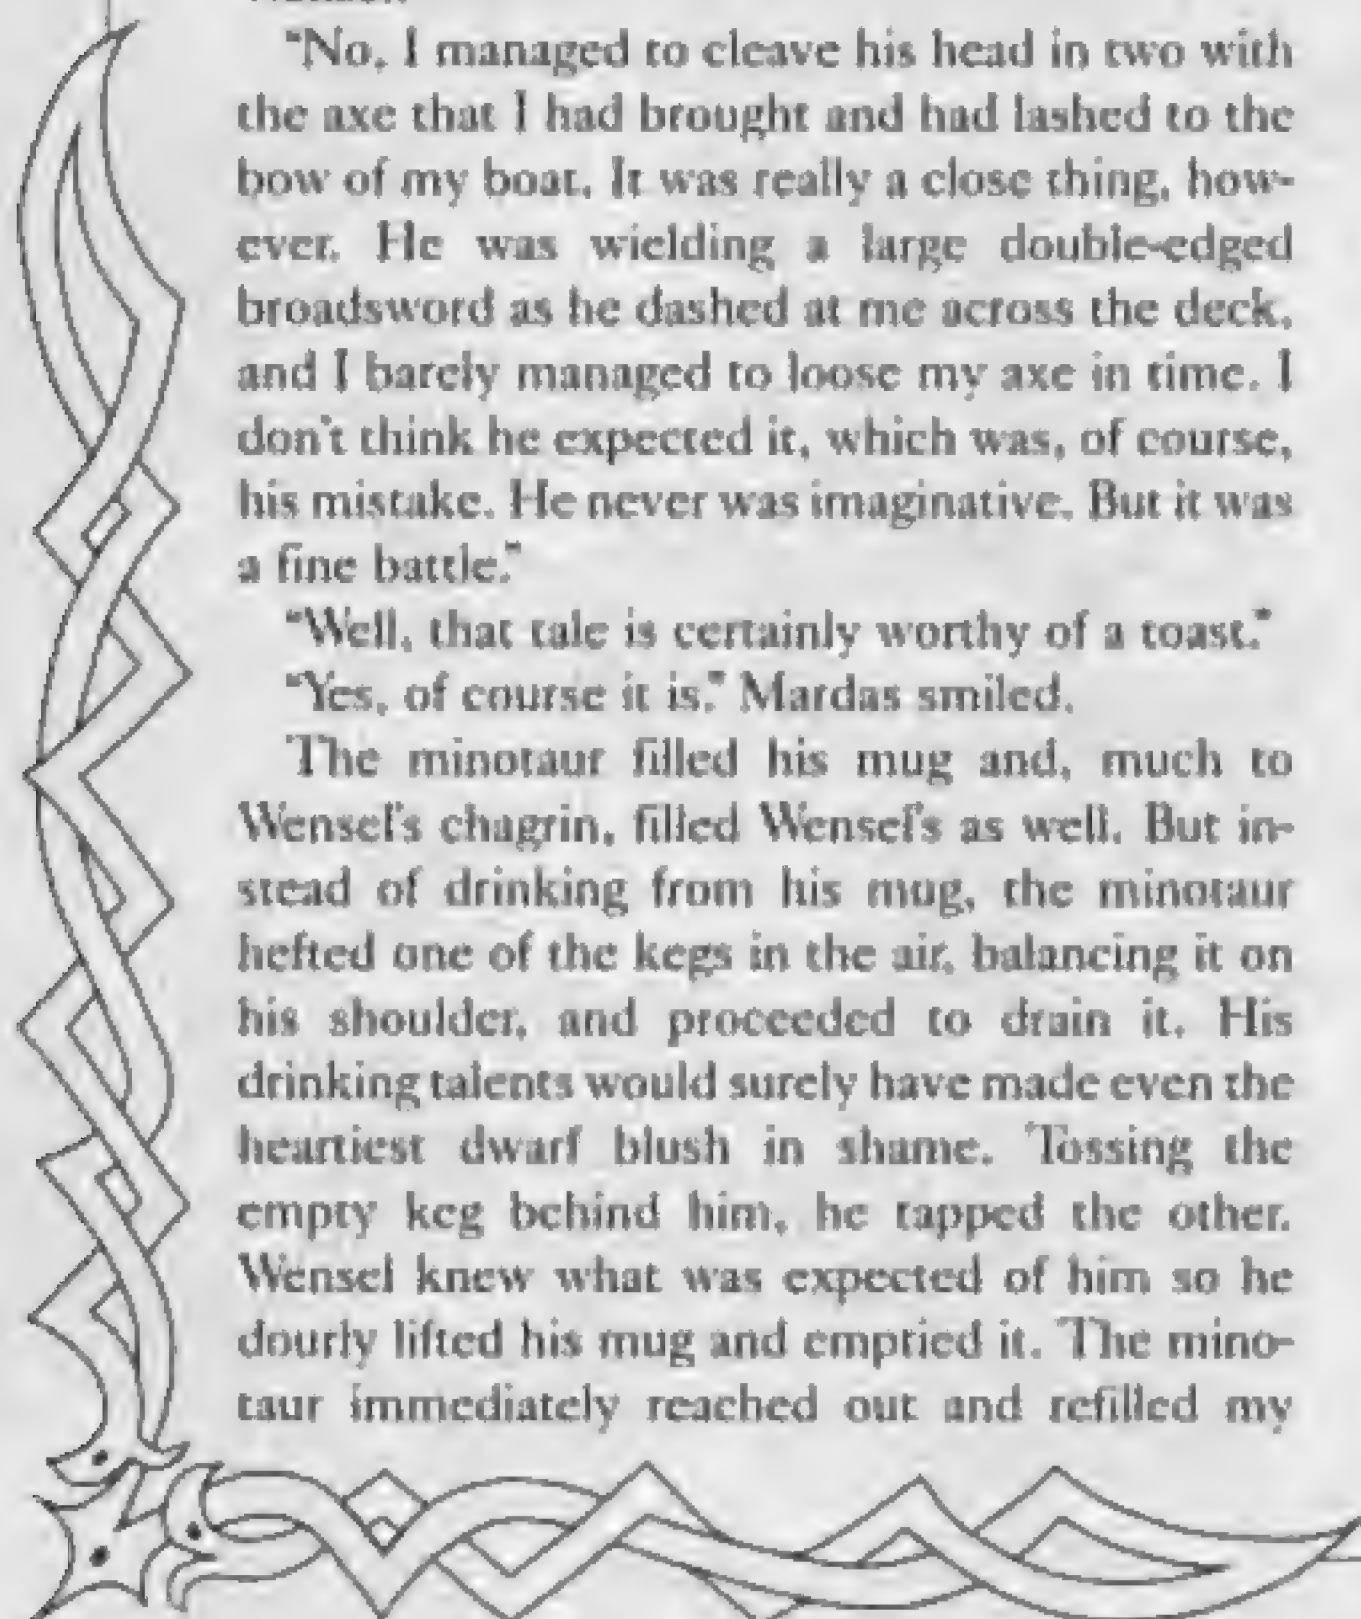 "No, I managed to cleave his head in two with
the axe that I had brought and had lashed to the
bow of my boat. It was really a close thing, how-
ever. He was wielding a large double-edged
broadsword as he dashed at me across the deck,
and I barely managed to loose my axe in time. I
don't think he expected it, which was, of course,
his mistake. He never was imaginative. But it was
a fine battle."
"Well, that tale is certainly worthy of a toast."
"Yes, of course it is." Mardas smiled.
The minotaur filled his mug and, much to
Wensel's chagrin, filled Wensel's as well. But in-
stead of drinking from his mug, the minotaur
hefted one of the kegs in the air, balancing it on
his shoulder, and proceeded to drain it. His
drinking talents would surely have made even the
heartiest dwarf blush in shame. Tossing the
empty keg behind him, he tapped the other.
Wensel knew what was expected of him so he
dourly lifted his mug and emptied it. The mino-
taur immediately reached out and refilled my